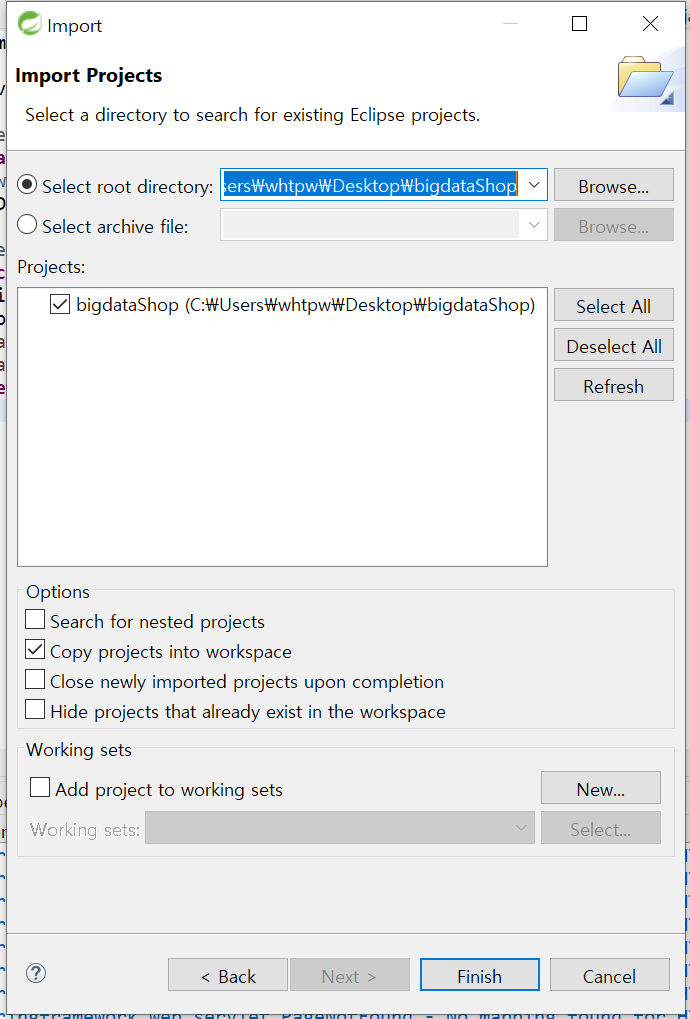 Import
Import Projects
Select a directory to search for existing Eclipse projects.
Select root directory: sers₩whtpw₩Desktop₩bigdataShop Browse...
Select archive file: Browse...
Projects:
bigdataShop (C:₩Users₩whtpw₩Desktop₩bigdataShop)
Select All
Deselect All
Refresh
Options
Search for nested projects
Copy projects into workspace
Close newly imported projects upon completion
Hide projects that already exist in the workspace
Working sets
Add project to working sets New...
Working sets: Select...
< Back Next > Finish Cancel